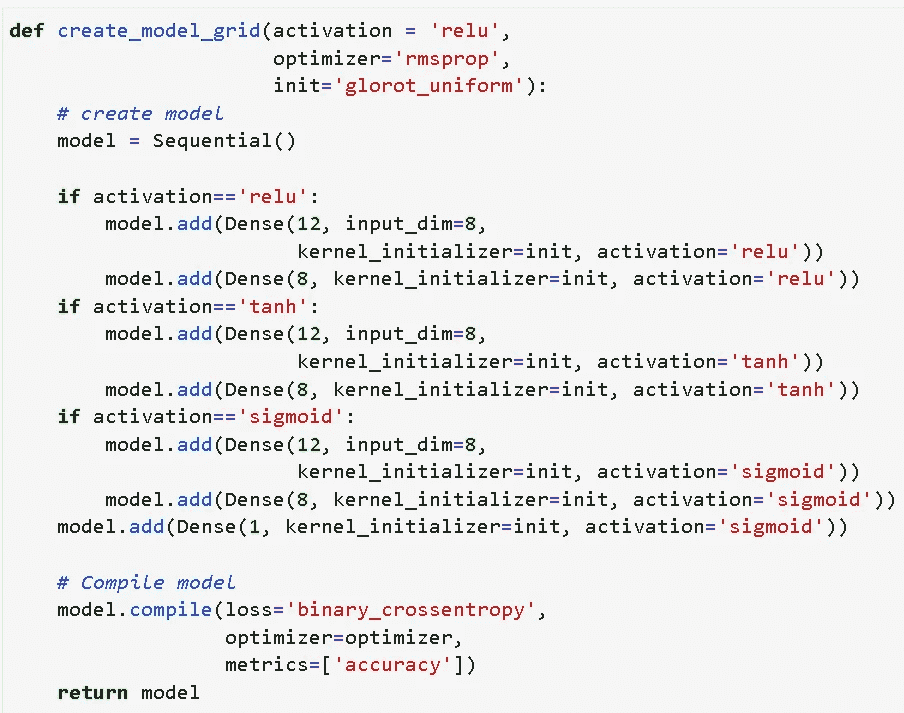 def create_model_grid(activation = 'relu',
                      optimizer='rmsprop',
                      init='glorot_uniform'):
    # create model
    model = Sequential()

    if activation=='relu':
        model.add(Dense(12, input_dim=8,
                        kernel_initializer=init, activation='relu'))
        model.add(Dense(8, kernel_initializer=init, activation='relu'))
    if activation=='tanh':
        model.add(Dense(12, input_dim=8,
                        kernel_initializer=init, activation='tanh'))
        model.add(Dense(8, kernel_initializer=init, activation='tanh'))
    if activation=='sigmoid':
        model.add(Dense(12, input_dim=8,
                        kernel_initializer=init, activation='sigmoid'))
        model.add(Dense(8, kernel_initializer=init, activation='sigmoid'))
    model.add(Dense(1, kernel_initializer=init, activation='sigmoid'))

    # Compile model
    model.compile(loss='binary_crossentropy',
                  optimizer=optimizer,
                  metrics=['accuracy'])
    return model